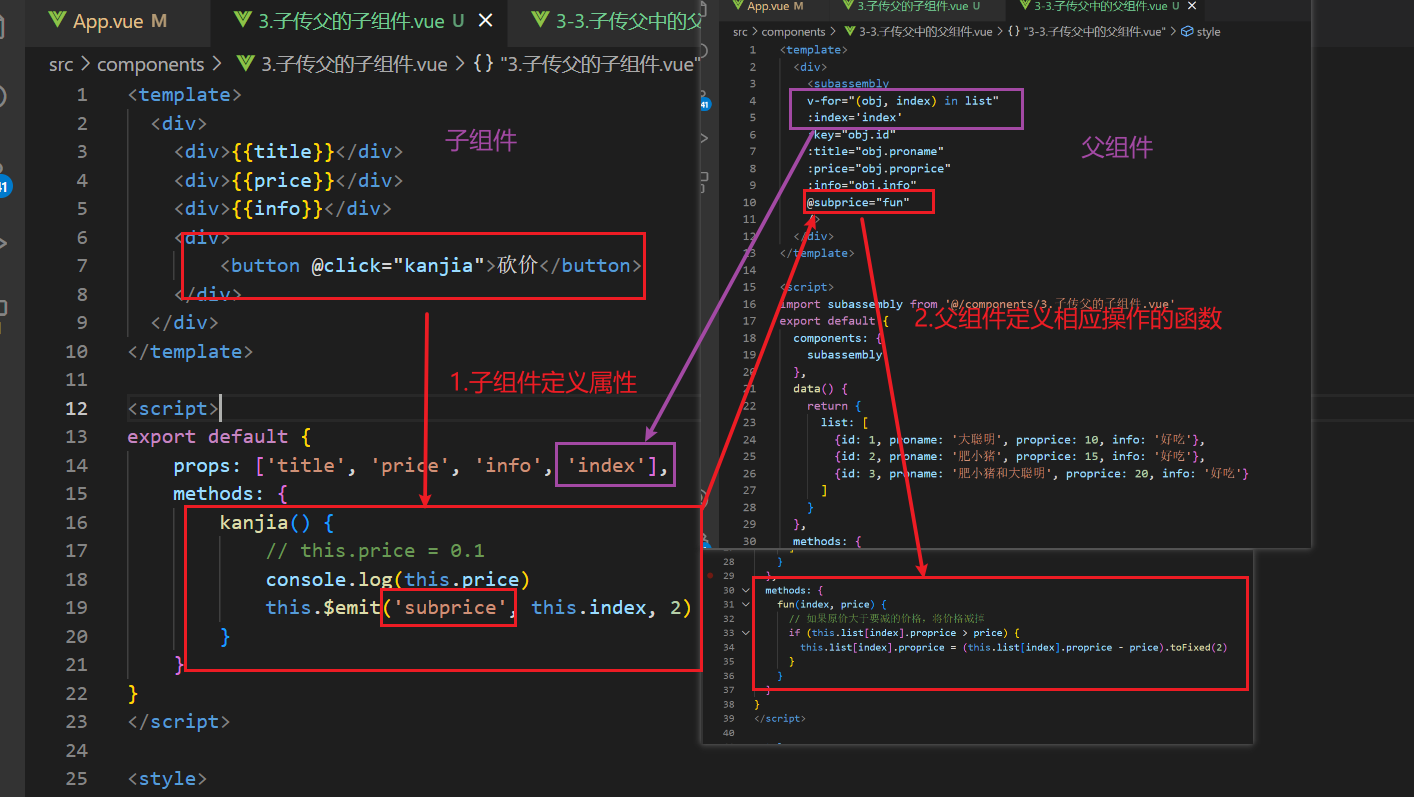 App.vue M
3.子传父的子组件.vue U
3-3.子传父中的父
src > components > 3.子传父的子组件.vue > {} "3.子传父的子组件.vue"
子组件
1 <template>
2 <div>
3 <div>{{title}}</div>
4 <div>{{price}}</div>
5 <div>{{info}}</div>
6 <div>
7 <button @click="kanjia">砍价</button>
8 </div>
9 </div>
10 </template>
11
1.子组件定义属性
12 <script>
13 export default {
14 props: ['title', 'price', 'info', 'index'],
15 methods: {
16 kanjia() {
17 // this.price = 0.1
18 console.log(this.price)
19 this.$emit('subprice', this.index, 2)
20 }
21 }
22 }
23 </script>
24
25 <style>
41
App.vue M
3.子传父的子组件.vue U
3-3.子传父中的父组件.vue U
src > components > 3-3.子传父中的父组件.vue > {} "3-3.子传父中的父组件.vue" > style
41
父组件
1 <template>
2 <div>
3 <subassembly
4 v-for="(obj, index) in list"
5 :index='index'
6 :key="obj.id"
7 :title="obj.proname"
8 :price="obj.proprice"
9 :info="obj.info"
10 @subprice="fun"
11 />
12 </div>
13 </template>
14
15 <script>
16 import subassembly from '@/components/3.子传父的子组件.vue'
17 export default {
2.父组件定义相应操作的函数
18 components: {
19 subassembly
20 },
21 data() {
22 return {
23 list: [
24 {id: 1, proname: '大聪明', proprice: 10, info: '好吃'},
25 {id: 2, proname: '肥小猪', proprice: 15, info: '好吃'},
26 {id: 3, proname: '肥小猪和大聪明', proprice: 20, info: '好吃'}
27 ]
28 }
29 },
30 methods: {
28 }
29 },
30 methods: {
31 fun(index, price) {
32 // 如果原价大于要减的价格，将价格减掉
33 if (this.list[index].proprice > price) {
34 this.list[index].proprice = (this.list[index].proprice - price).toFixed(2)
35 }
36 }
37 }
38 }
39 </script>
40